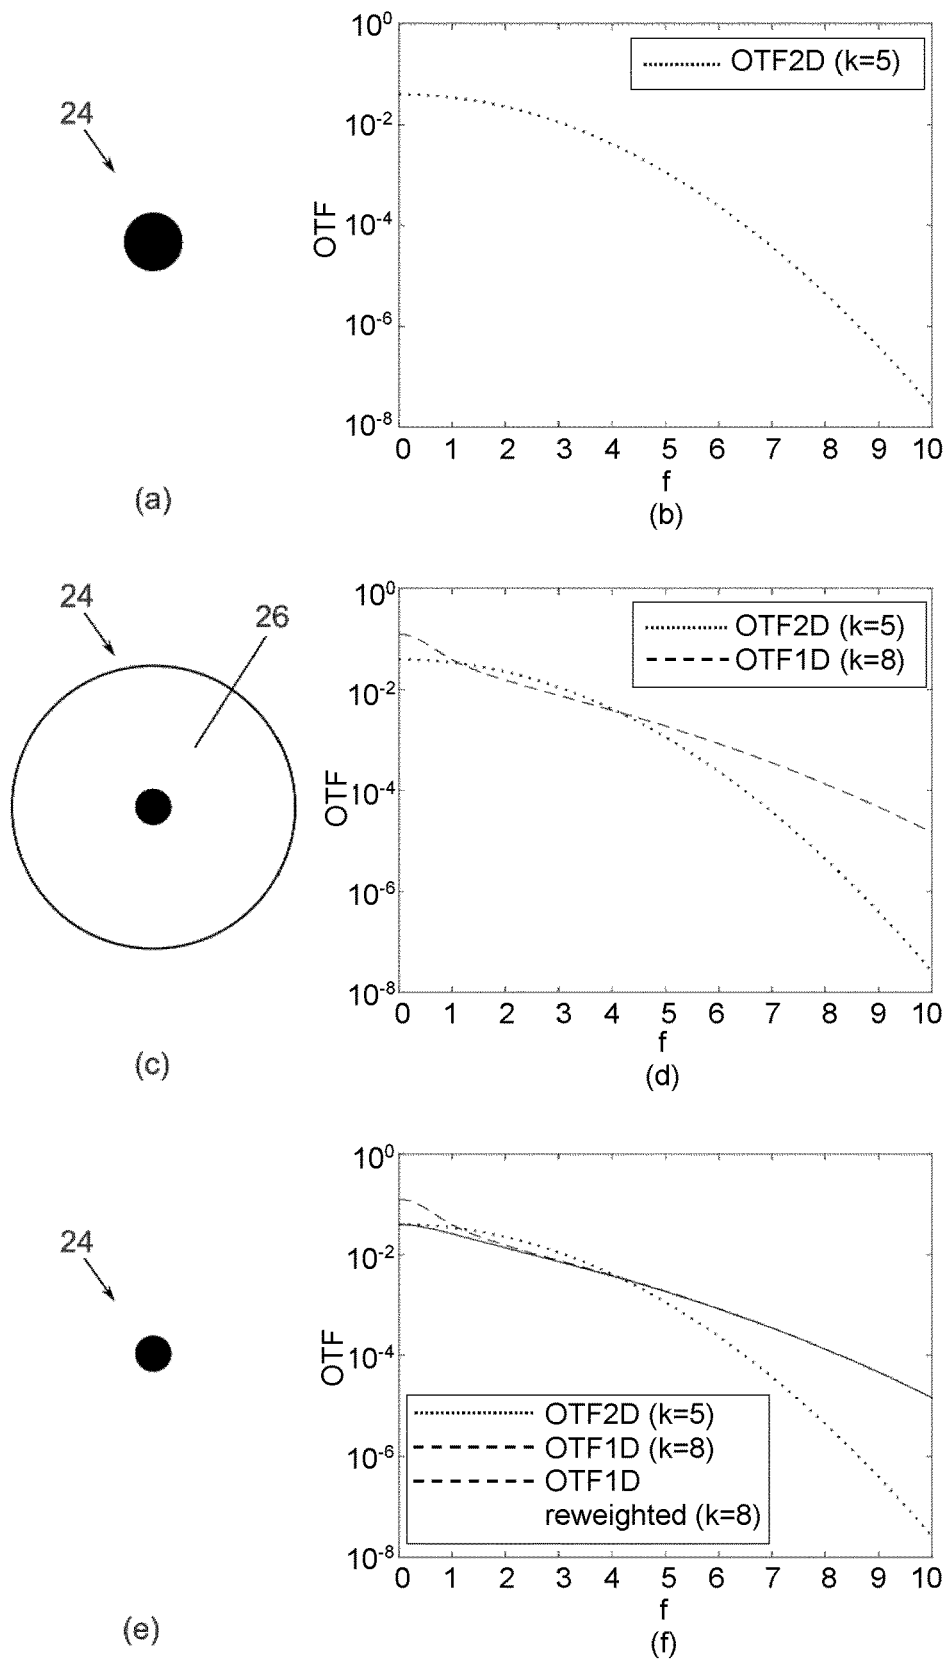 24
(a)
10^0
10^-2
10^-4
10^-6
10^-8
OTF
OTF2D (k=5)
0 1 2 3 4 5 6 7 8 9 10
f
(b)
24
26
(c)
10^0
10^-2
10^-4
10^-6
10^-8
OTF
OTF2D (k=5)
OTF1D (k=8)
0 1 2 3 4 5 6 7 8 9 10
f
(d)
24
(e)
10^0
10^-2
10^-4
10^-6
10^-8
OTF
OTF2D (k=5)
OTF1D (k=8)
OTF1D
reweighted (k=8)
0 1 2 3 4 5 6 7 8 9 10
f
(f)